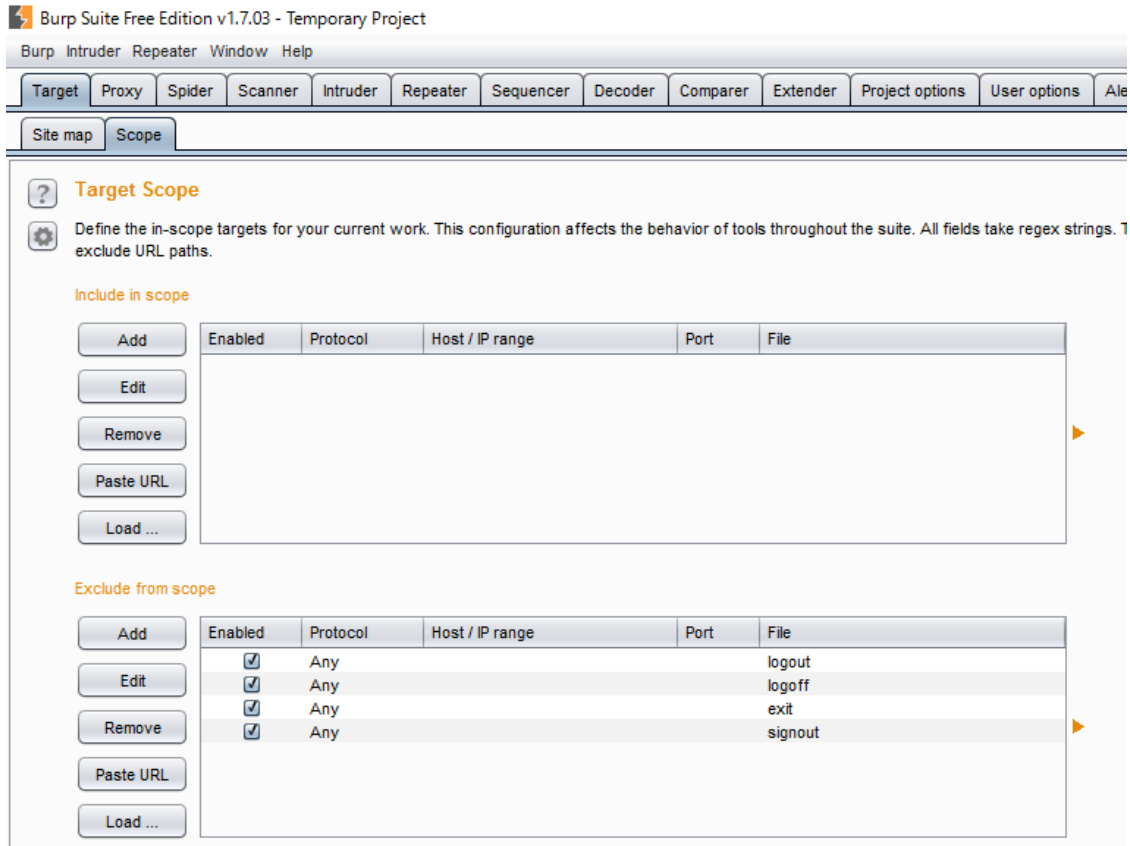 Burp Suite Free Edition v1.7.03 - Temporary Project
Burp Intruder Repeater Window Help
Target Proxy Spider Scanner Intruder Repeater Sequencer Decoder Comparer Extender Project options User options Ale
Site map Scope
? Target Scope
Define the in-scope targets for your current work. This configuration affects the behavior of tools throughout the suite. All fields take regex strings. T
exclude URL paths.
Include in scope
Add Enabled Protocol Host / IP range Port File
Edit
Remove
Paste URL
Load ...
Exclude from scope
Add Enabled Protocol Host / IP range Port File
Any logout
Edit Any logoff
Any exit
Remove Any signout
Paste URL
Load ...